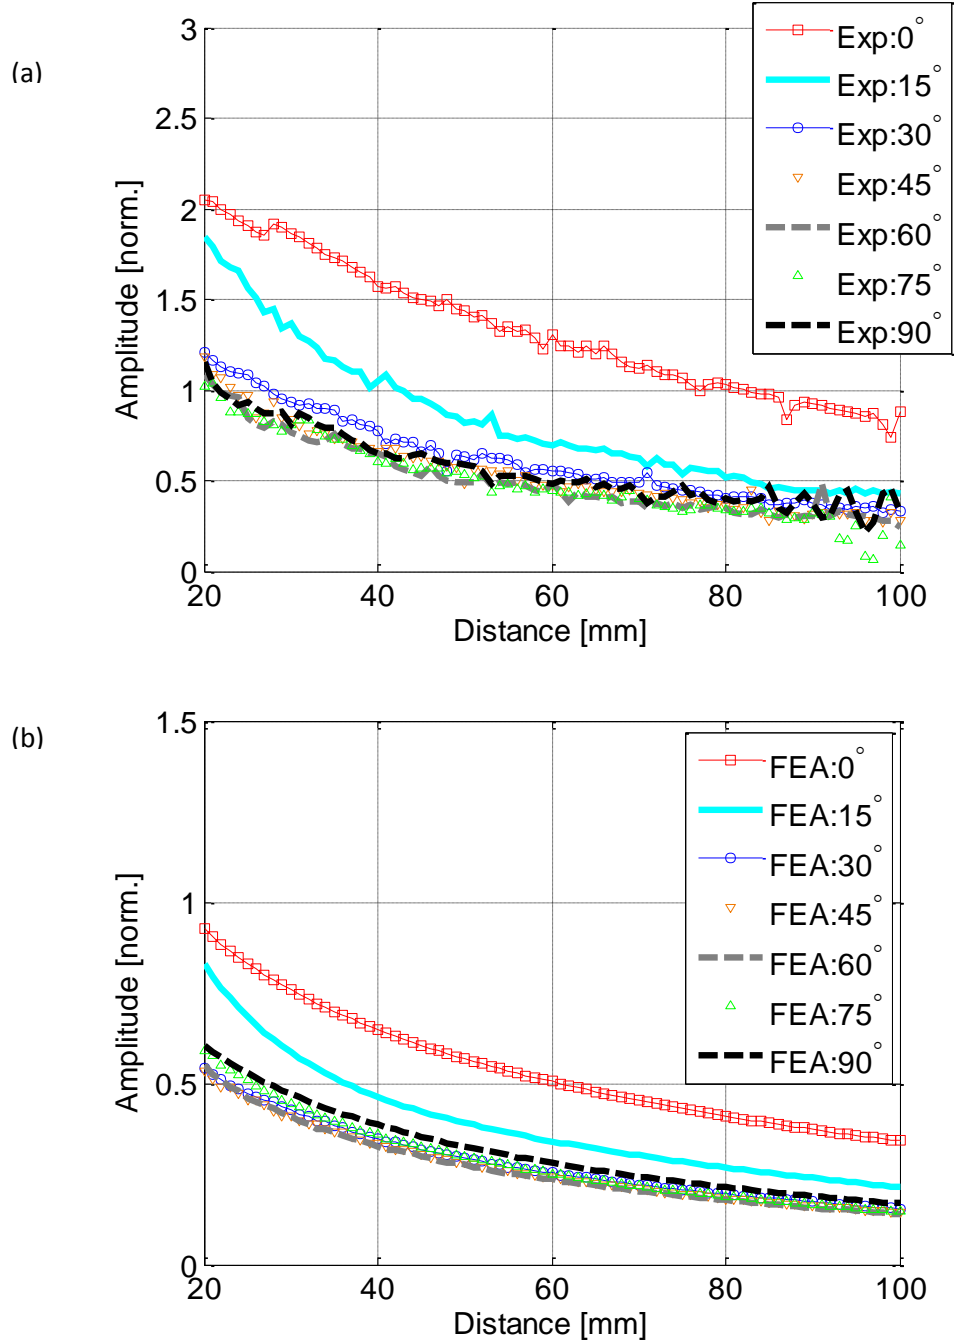 (a)
Amplitude [norm.]
3
2.5
2
1.5
1
0.5
0
20 40 60 80 100
Distance [mm]
Exp:0°
Exp:15°
Exp:30°
Exp:45°
Exp:60°
Exp:75°
Exp:90°
(b)
Amplitude [norm.]
1.5
1
0.5
0
20 40 60 80 100
Distance [mm]
FEA:0°
FEA:15°
FEA:30°
FEA:45°
FEA:60°
FEA:75°
FEA:90°